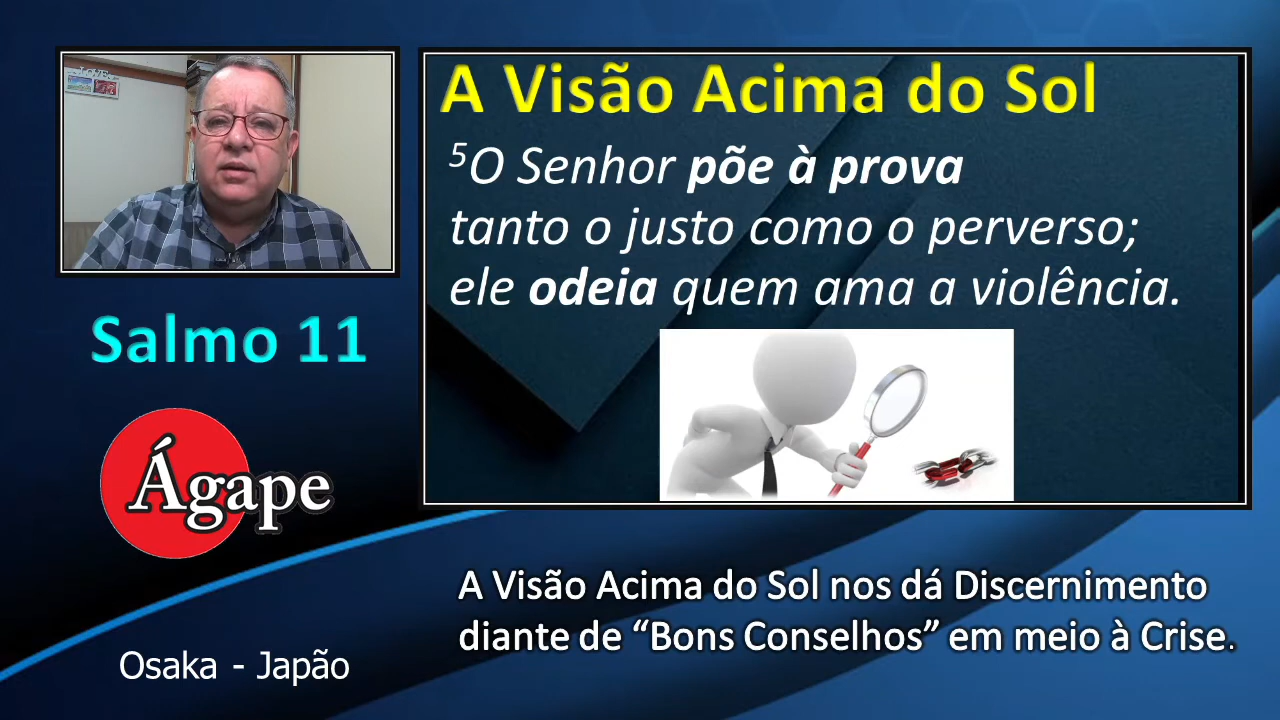 LOVE
A Visão Acima do Sol
⁵O Senhor põe à prova
tanto o justo como o perverso;
ele odeia quem ama a violência.
Salmo 11
Ágape
A Visão Acima do Sol nos dá Discernimento
diante de “Bons Conselhos” em meio à Crise.
Osaka - Japão